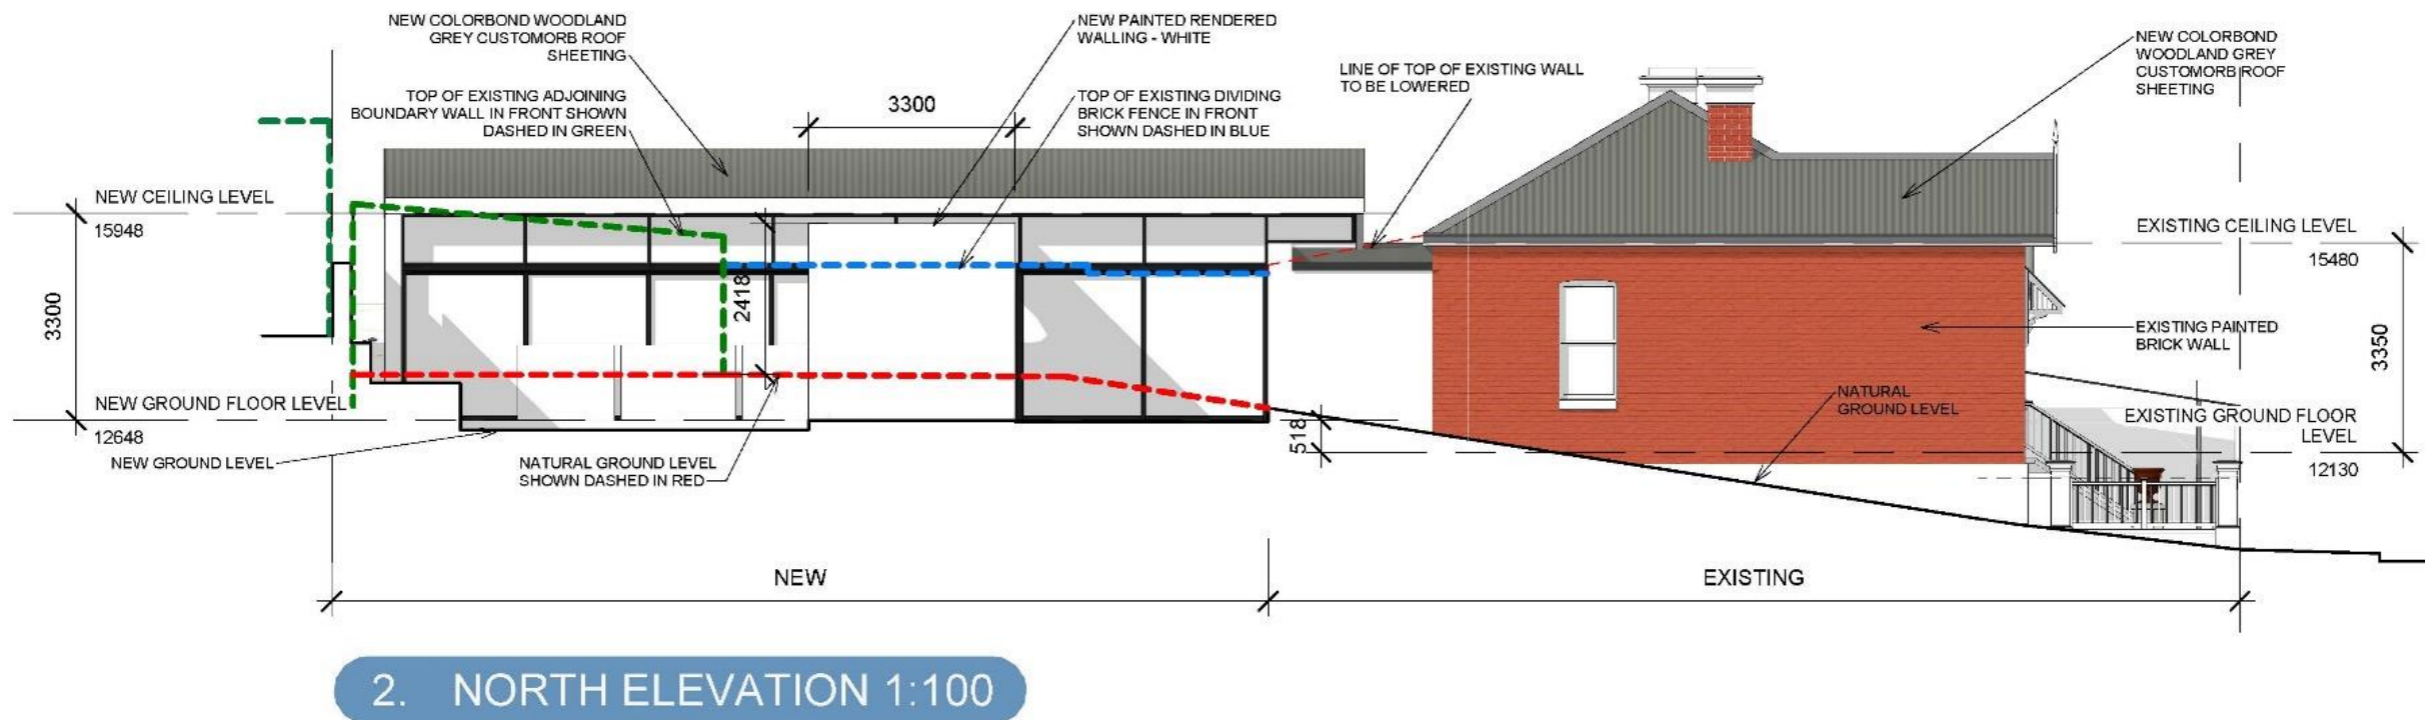 NEW COLORBOND WOODLAND
GREY CUSTOMORB ROOF
SHEETING
TOP OF EXISTING ADJOINING
BOUNDARY WALL IN FRONT SHOWN
DASHED IN GREEN
3300
NEW PAINTED RENDERED
WALLING - WHITE
TOP OF EXISTING DIVIDING
BRICK FENCE IN FRONT
SHOWN DASHED IN BLUE
LINE OF TOP OF EXISTING WALL
TO BE LOWERED
NEW COLORBOND
WOODLAND GREY
CUSTOMORB ROOF
SHEETING
NEW CEILING LEVEL
15948
3300
NEW GROUND FLOOR LEVEL
12648
NEW GROUND LEVEL
2418
NATURAL GROUND LEVEL
SHOWN DASHED IN RED
518
EXISTING CEILING LEVEL
15480
EXISTING PAINTED
BRICK WALL
3350
NATURAL
GROUND LEVEL
EXISTING GROUND FLOOR
LEVEL
12130
NEW
EXISTING
2. NORTH ELEVATION 1:100